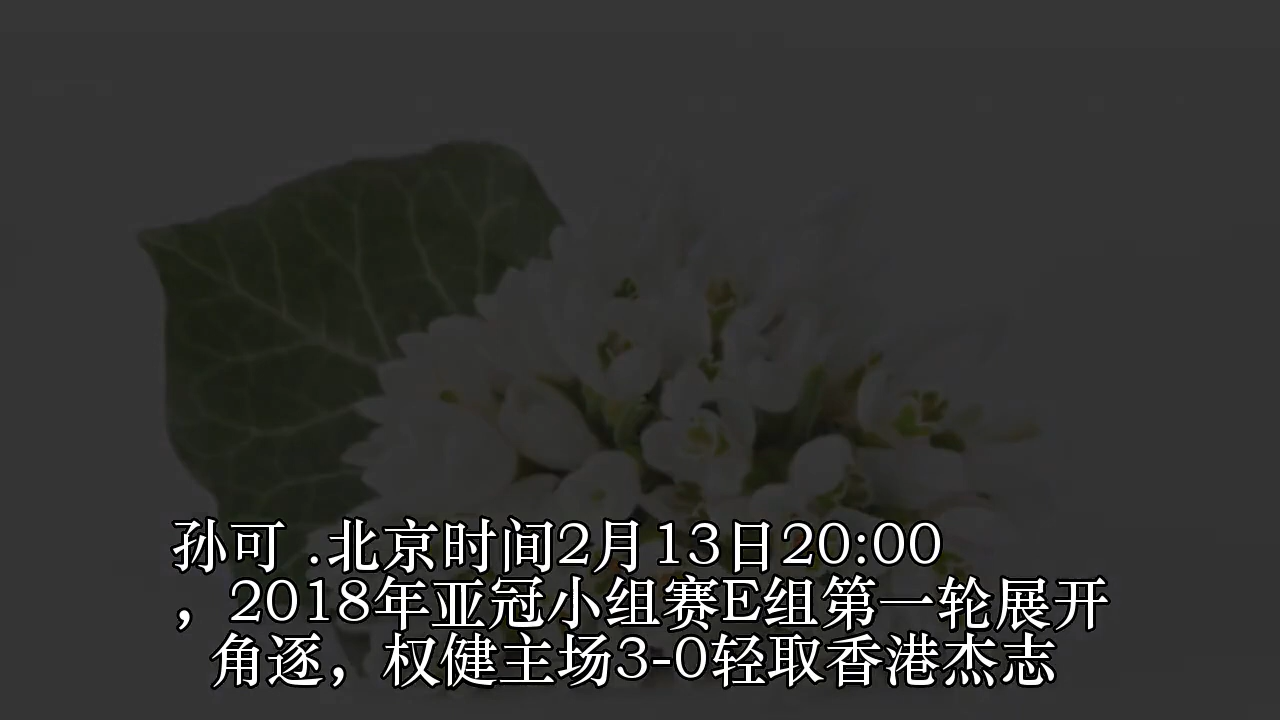 孙可 .北京时间2月13日20:00
，2018年亚冠小组赛E组第一轮展开
角逐，权健主场3-0轻取香港杰志